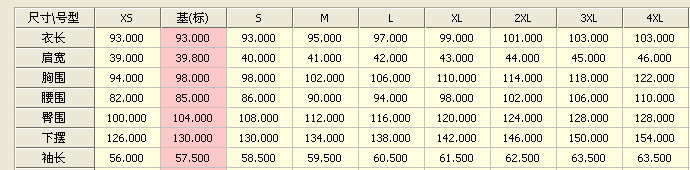 尺寸\号型 XS 基(标) S M L XL 2XL 3XL 4XL
衣长 93.000 93.000 93.000 95.000 97.000 99.000 101.000 103.000 103.000
肩宽 39.000 39.800 40.000 41.000 42.000 43.000 44.000 45.000 46.000
胸围 94.000 98.000 98.000 102.000 106.000 110.000 114.000 118.000 122.000
腰围 82.000 85.000 86.000 90.000 94.000 98.000 102.000 106.000 110.000
臀围 100.000 104.000 108.000 112.000 116.000 120.000 124.000 128.000 128.000
下摆 126.000 130.000 130.000 134.000 138.000 142.000 146.000 150.000 154.000
袖长 56.000 57.500 58.500 59.500 60.500 61.500 62.500 63.500 63.500